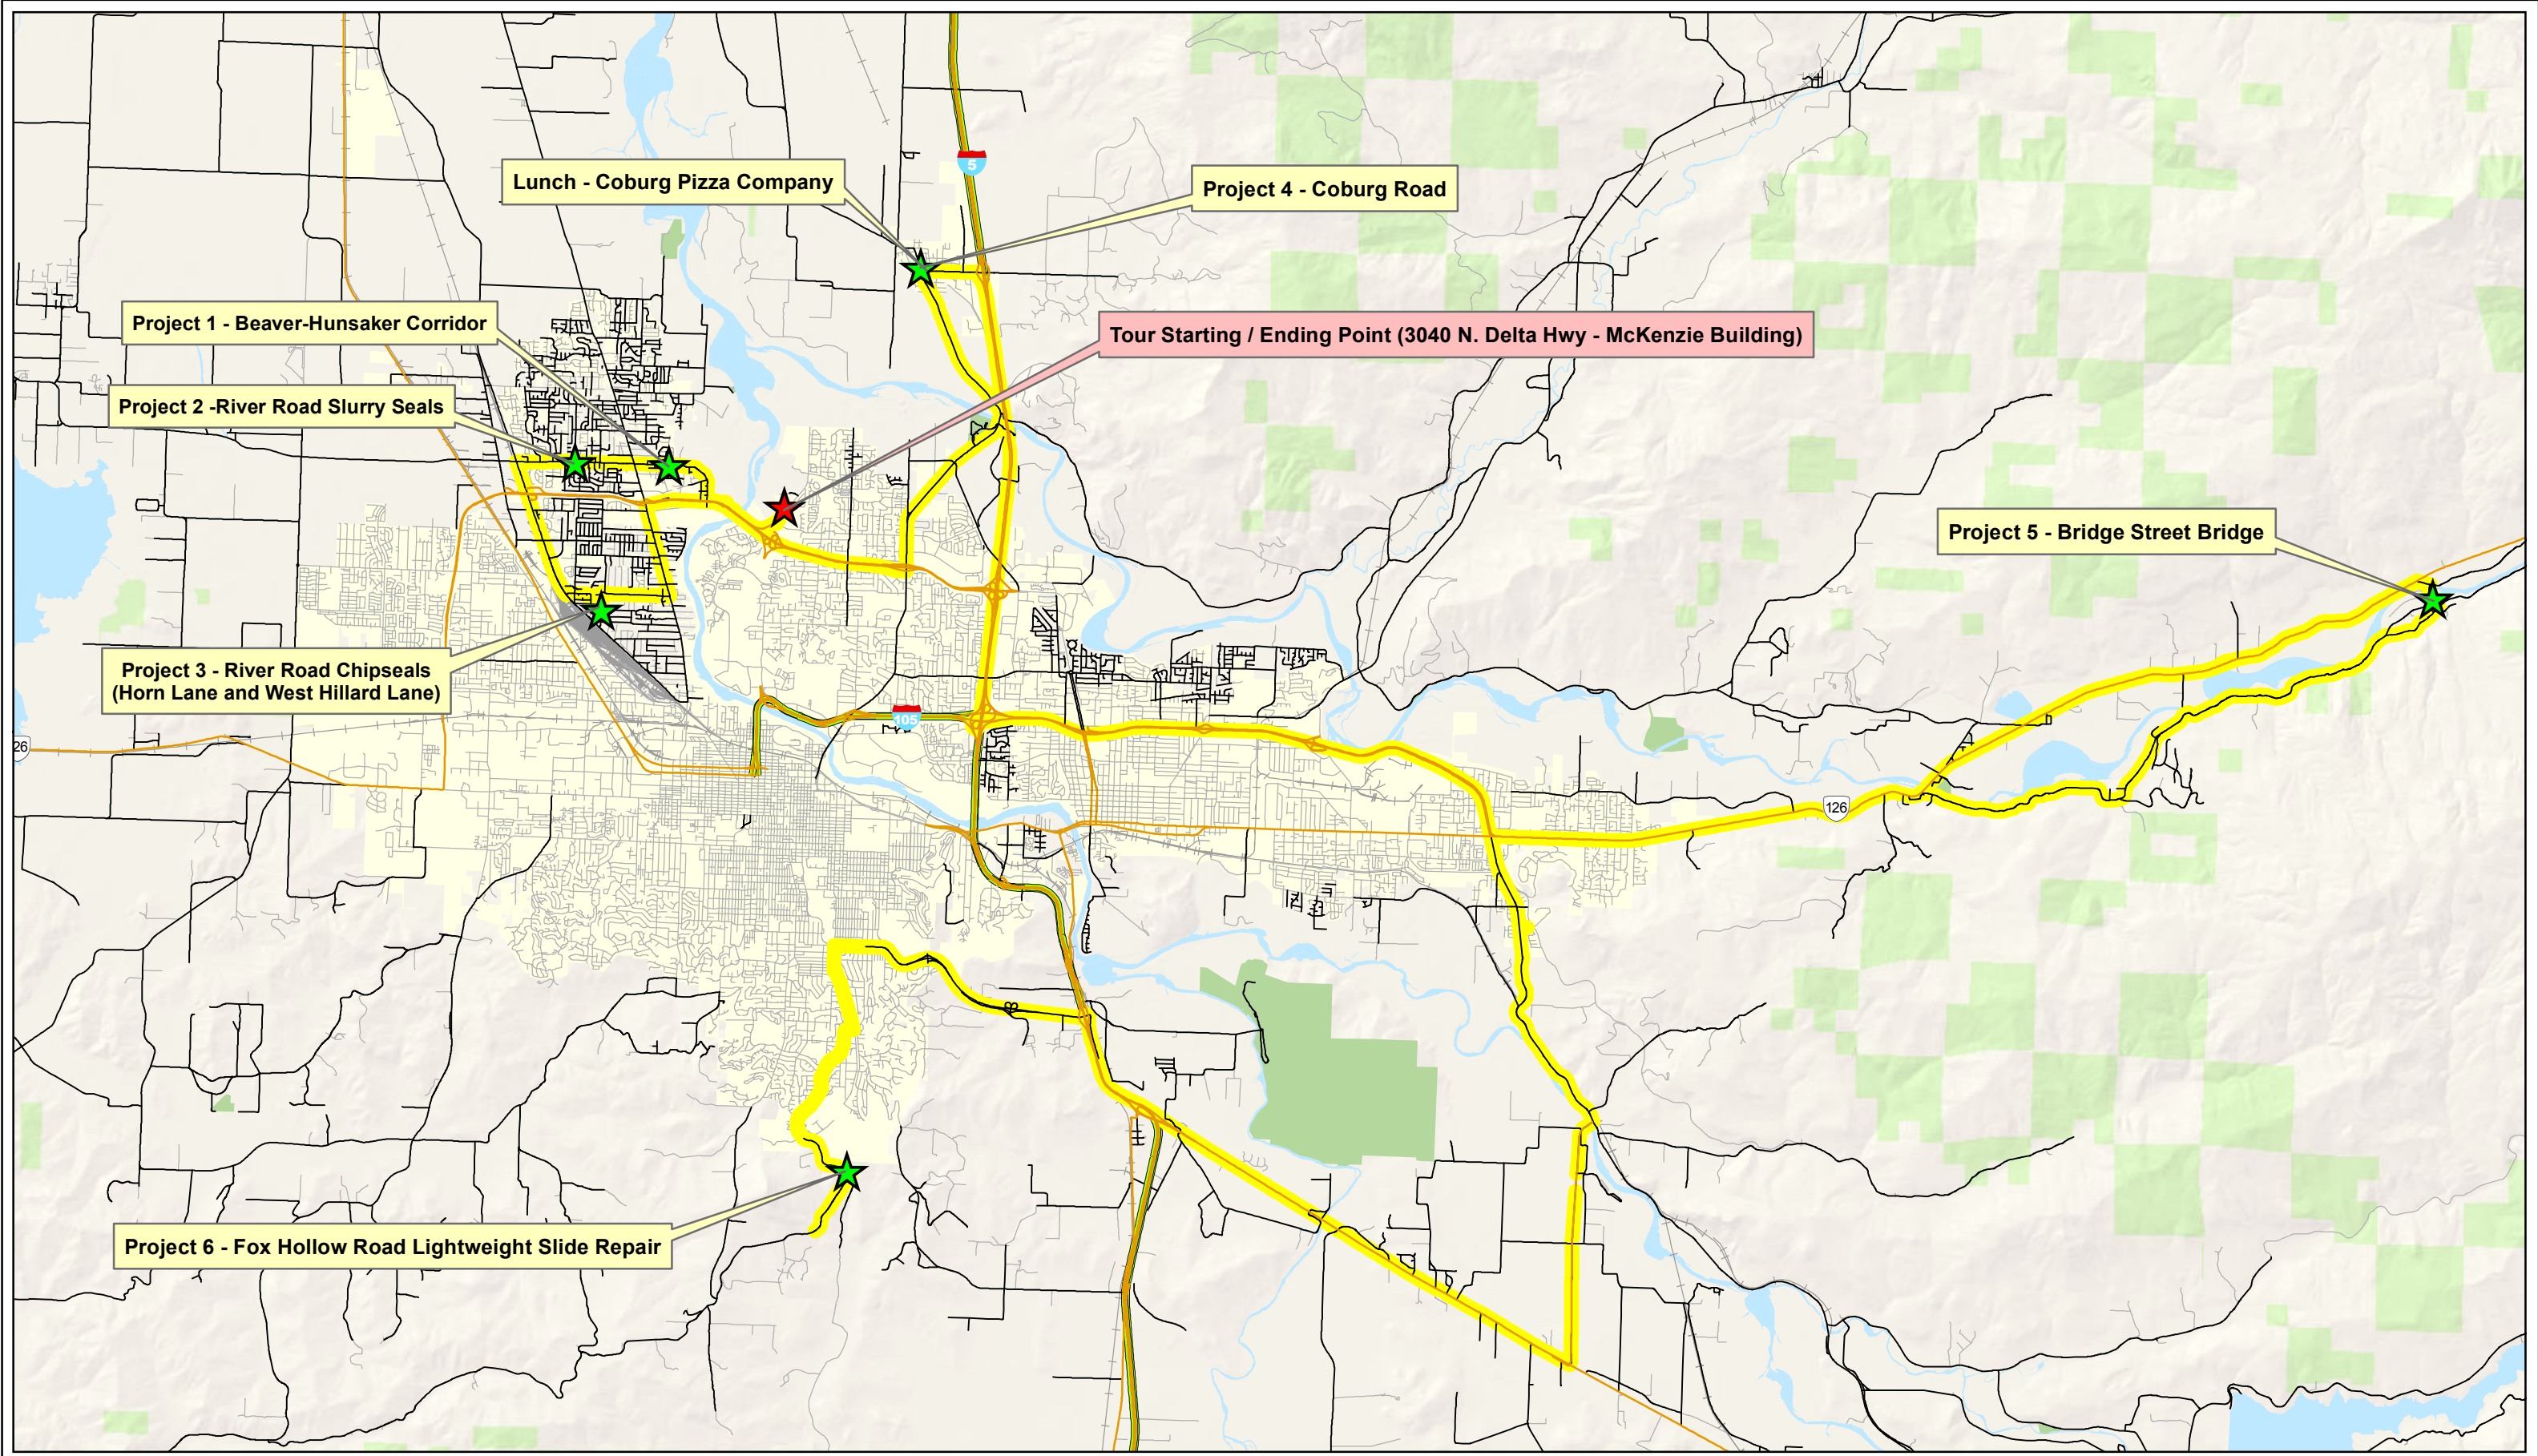 5
Lunch - Coburg Pizza Company
Project 4 - Coburg Road
Project 1 - Beaver-Hunsaker Corridor
Tour Starting / Ending Point (3040 N. Delta Hwy - McKenzie Building)
Project 2 -River Road Slurry Seals
Project 5 - Bridge Street Bridge
Project 3 - River Road Chipseals
(Horn Lane and West Hillard Lane)
105
26
126
Project 6 - Fox Hollow Road Lightweight Slide Repair